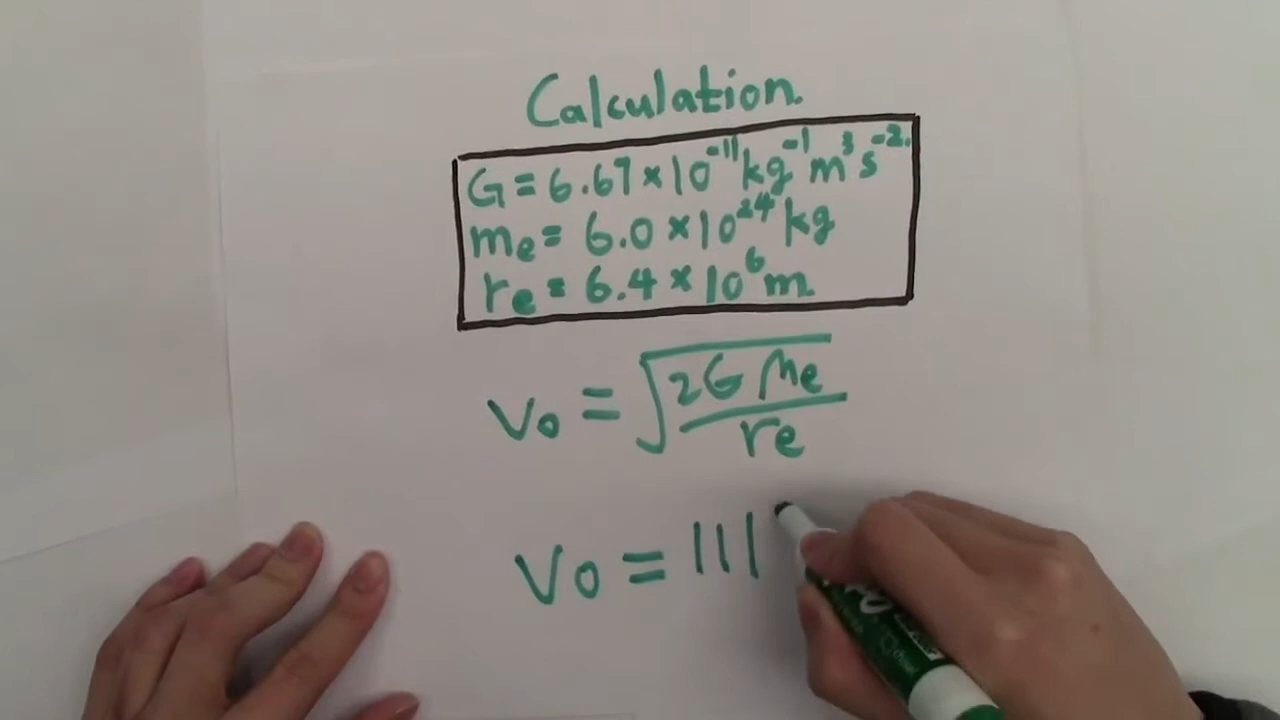 Calculation.
G = 6.67 × 10⁻¹¹ kg⁻¹ m³ s⁻².
mₑ = 6.0 × 10²⁴ kg
rₑ = 6.4 × 10⁶ m.
v₀ = √(2G Mₑ / rₑ)
v₀ = 111